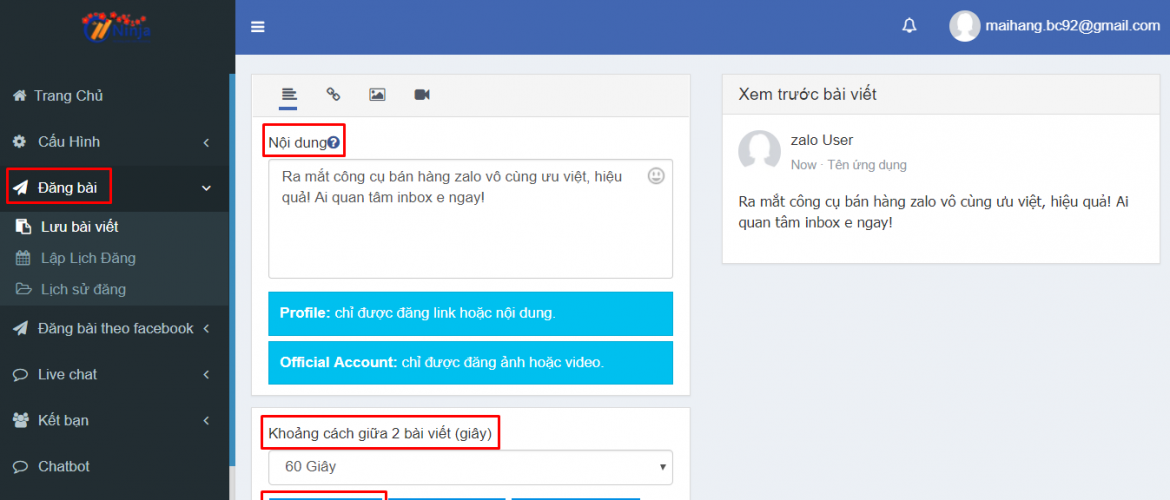 Ninja
maihang.bc92@gmail.com
Trang Chủ
Cấu Hình
Đăng bài
Lưu bài viết
Lập Lịch Đăng
Lịch sử đăng
Đăng bài theo facebook
Live chat
Kết bạn
Chatbot
Nội dung
Ra mắt công cụ bán hàng zalo vô cùng ưu việt, hiệu
quả! Ai quan tâm inbox e ngay!
Profile: chỉ được đăng link hoặc nội dung.
Official Account: chỉ được đăng ảnh hoặc video.
Khoảng cách giữa 2 bài viết (giây)
60 Giây
Xem trước bài viết
zalo User
Now · Tên ứng dụng
Ra mắt công cụ bán hàng zalo vô cùng ưu việt, hiệu quả! Ai
quan tâm inbox e ngay!